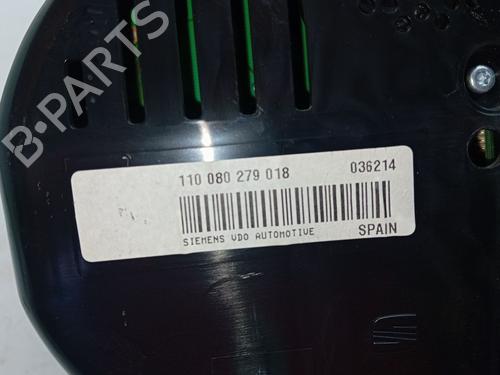 B-PARTS
110 080 279 018 036214
SIEMENS VDO AUTOMOTIVE SPAIN